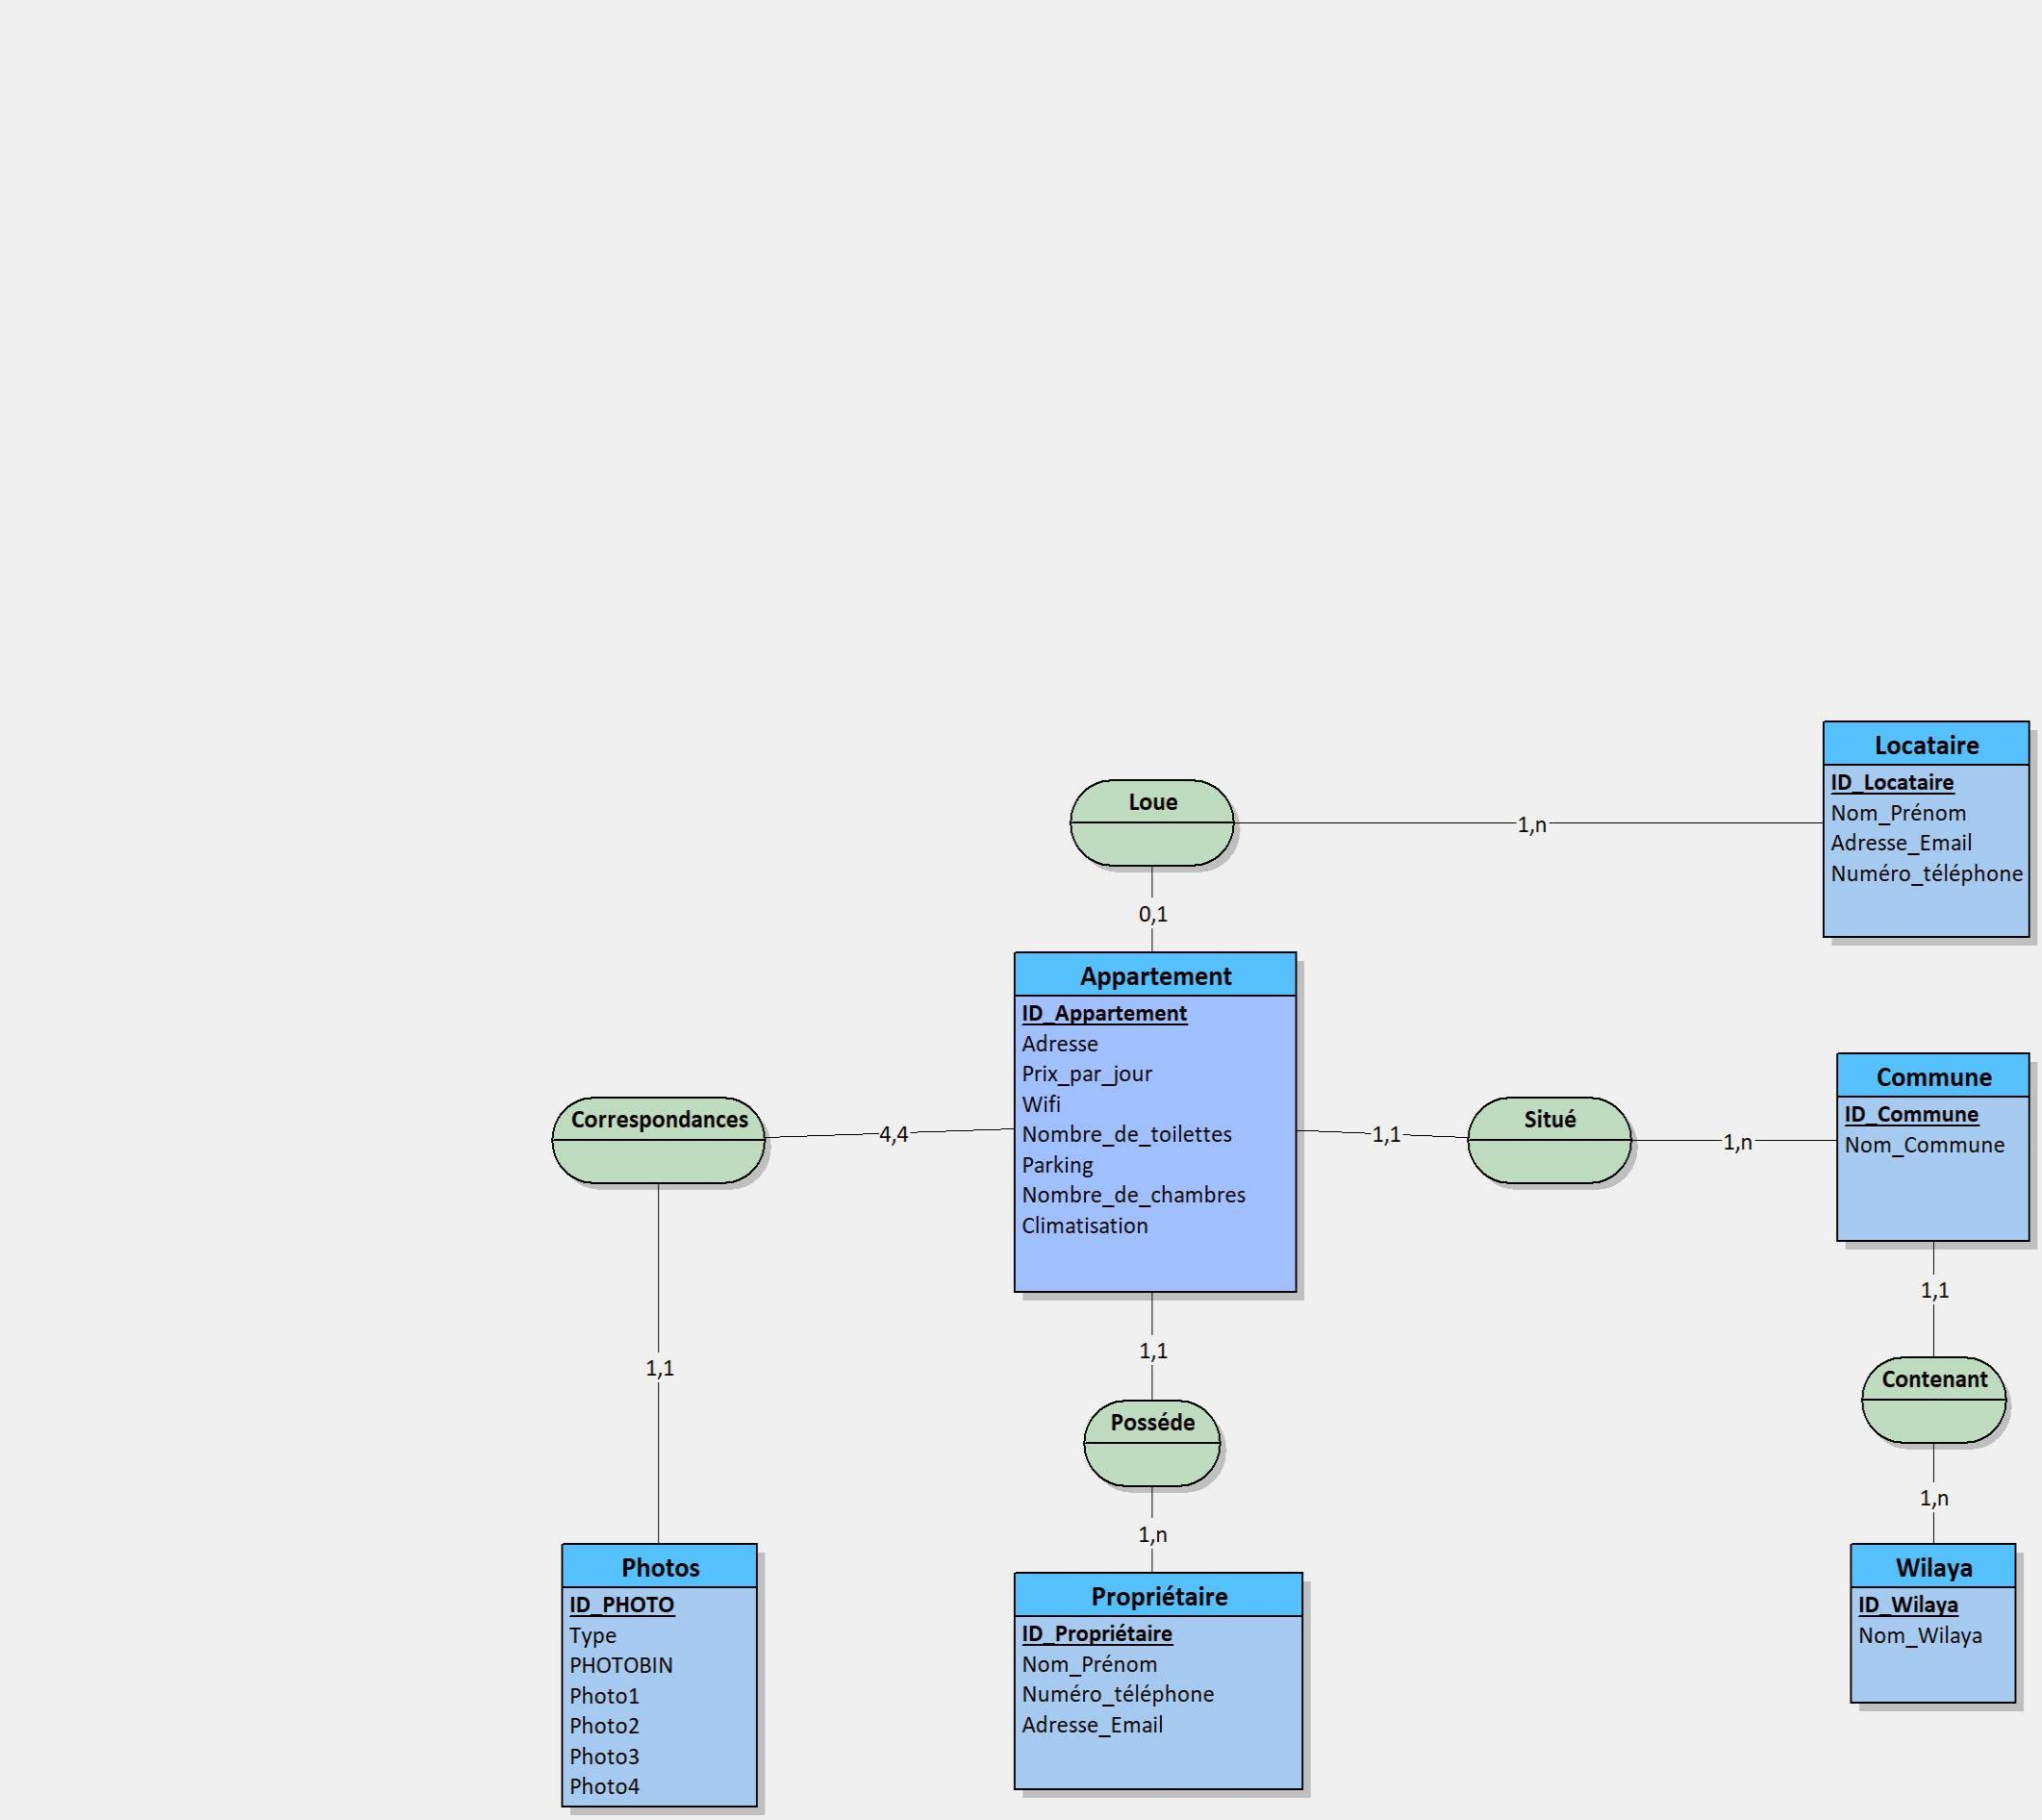 Locataire
ID_Locataire
Nom_Prénom
Adresse_Email
Numéro_téléphone
Loue
1,n
0,1
Appartement
ID_Appartement
Adresse
Prix_par_jour
Wifi
Nombre_de_toilettes
Parking
Nombre_de_chambres
Climatisation
Correspondances
4,4
1,1
Situé
1,n
Commune
ID_Commune
Nom_Commune
1,1
1,1
1,1
Contenant
Posséde
1,n
1,n
Photos
ID_PHOTO
Type
PHOTOBIN
Photo1
Photo2
Photo3
Photo4
Propriétaire
ID_Propriétaire
Nom_Prénom
Numéro_téléphone
Adresse_Email
Wilaya
ID_Wilaya
Nom_Wilaya